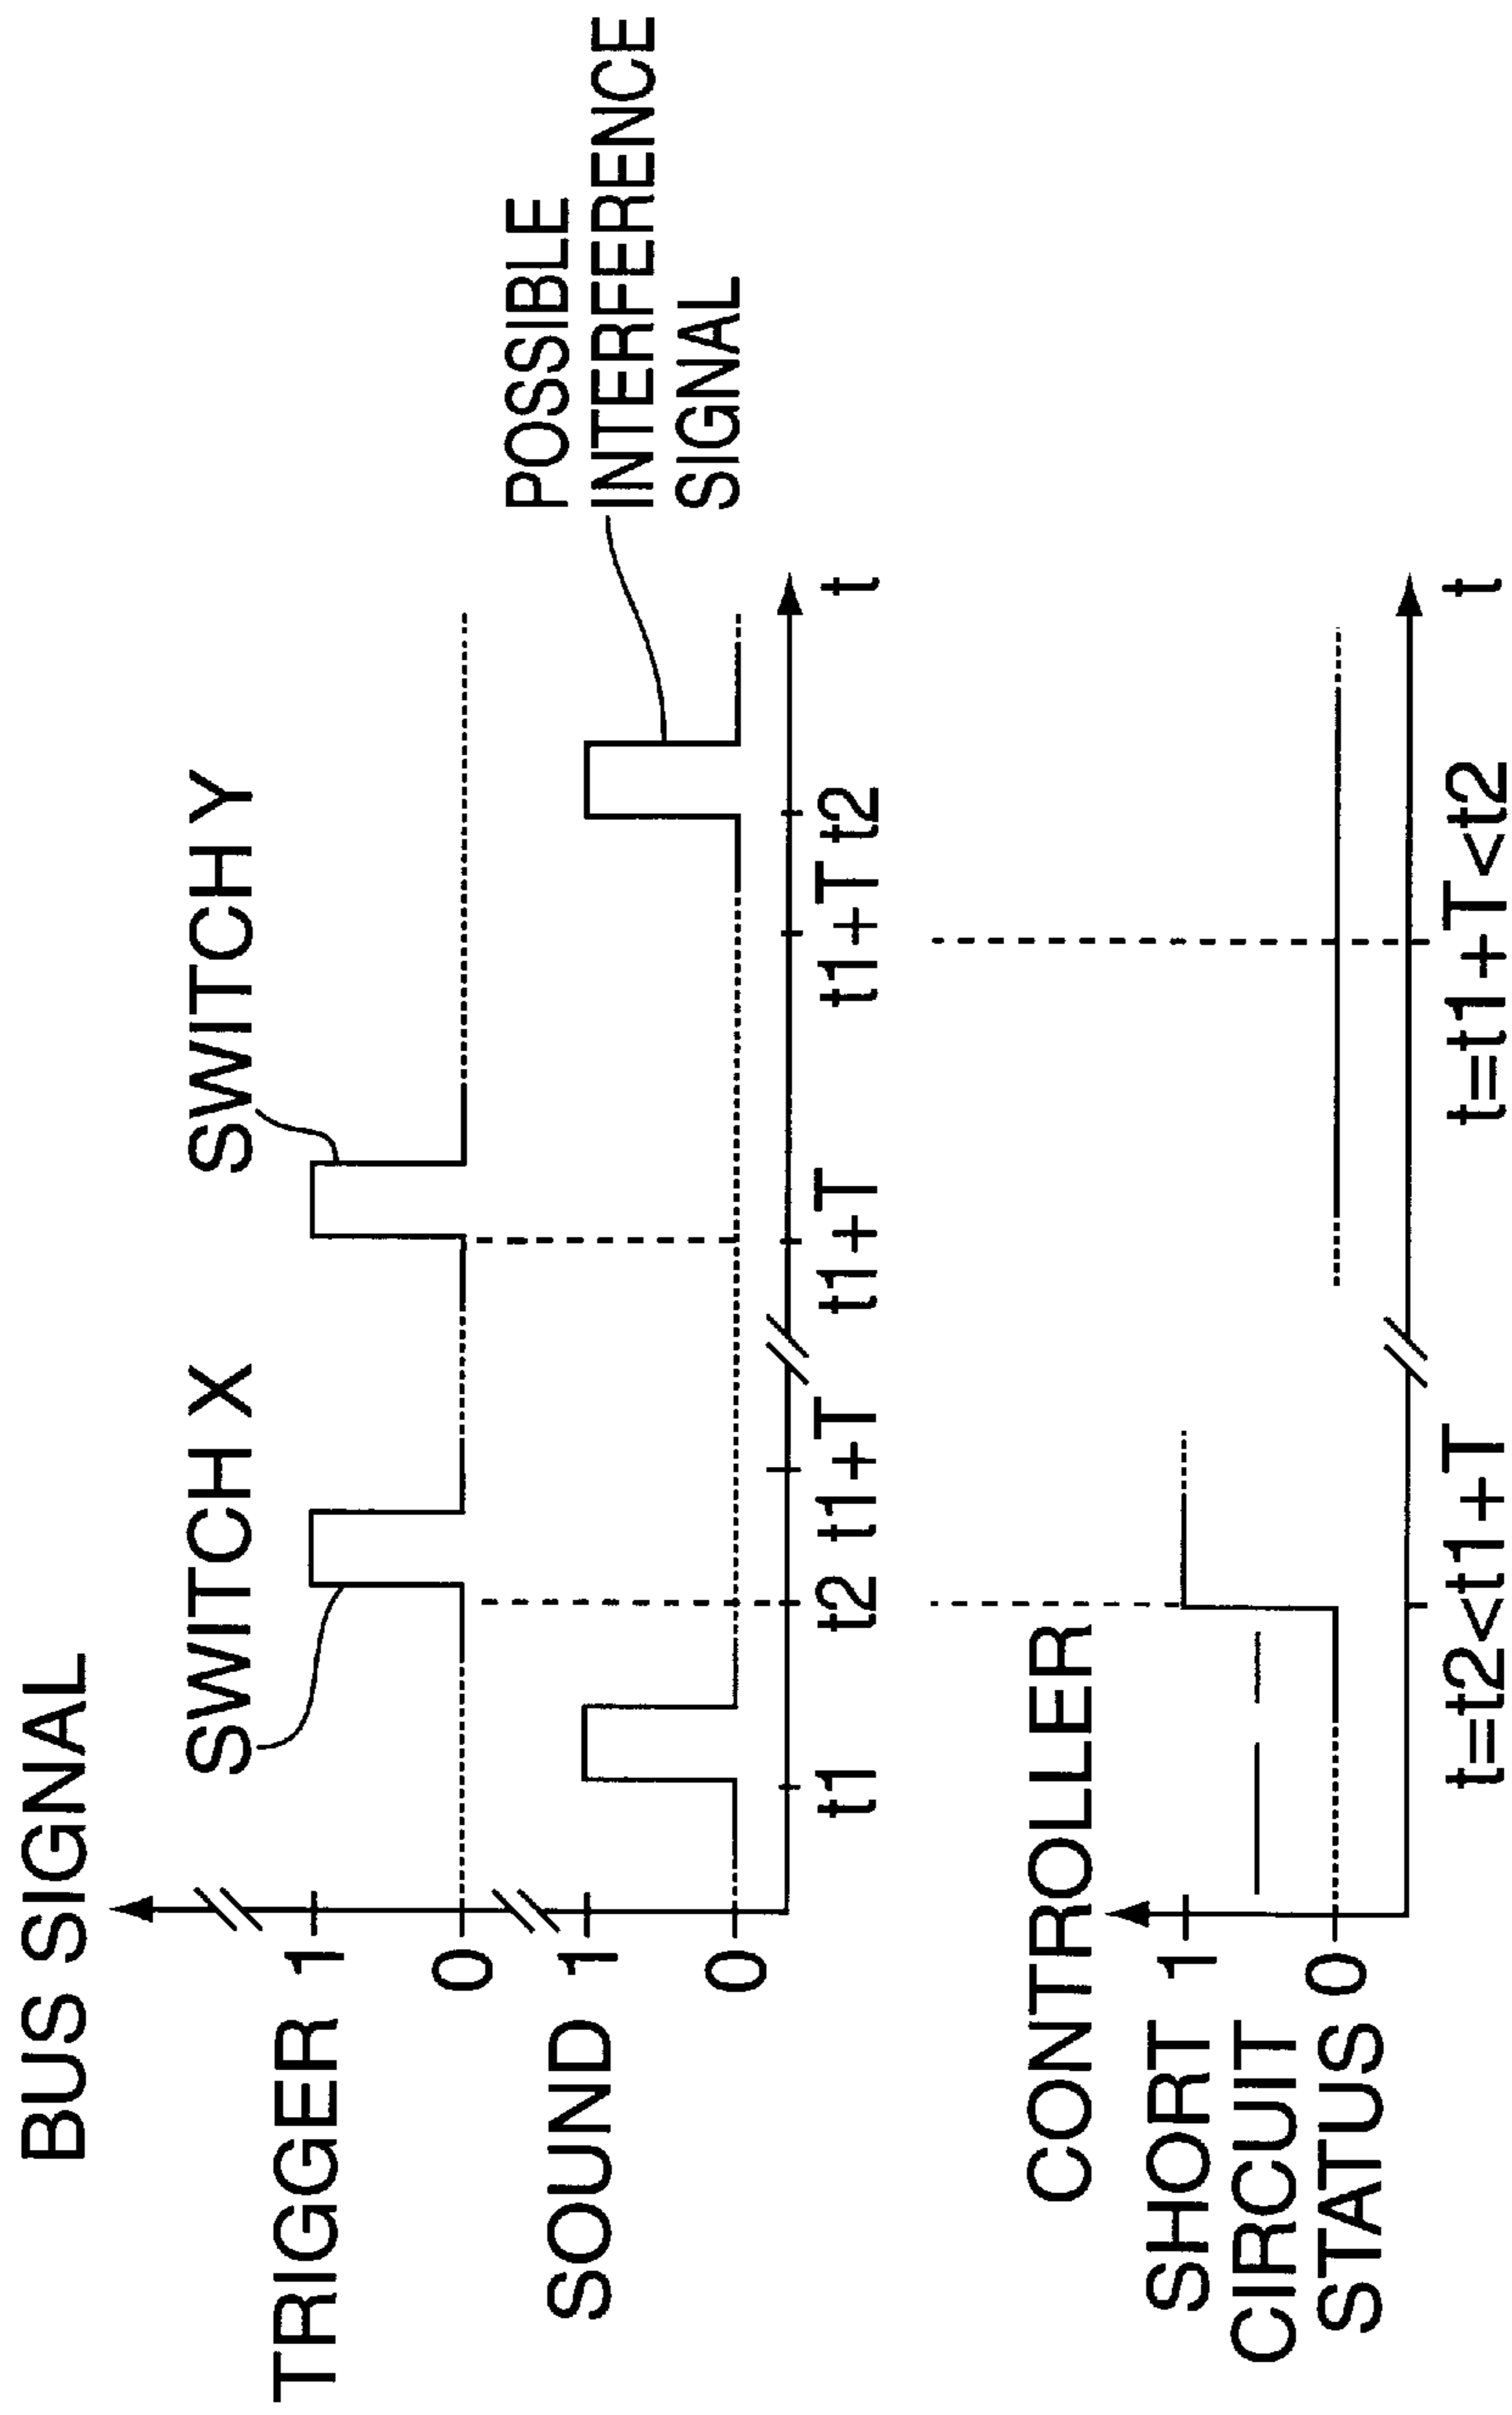 BUS SIGNAL
SWITCH X
SWITCH Y
TRIGGER
1
0
SOUND
1
0
POSSIBLE
INTERFERENCE
SIGNAL
t1
t2
t1+T
t1+T
t1+T
t2
t
CONTROLLER
SHORT
CIRCUIT
STATUS
1
0
t=t2<t1+T
t=t1+T<t2
t